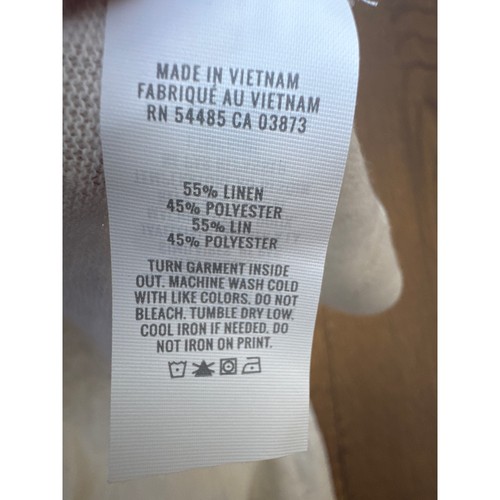 MADE IN VIETNAM
FABRIQUÉ AU VIETNAM
RN 54485 CA 03873
55% LINEN
45% POLYESTER
55% LIN
45% POLYESTER
TURN GARMENT INSIDE
OUT. MACHINE WASH COLD
WITH LIKE COLORS. DO NOT
BLEACH. TUMBLE DRY LOW.
COOL IRON IF NEEDED. DO
NOT IRON ON PRINT.